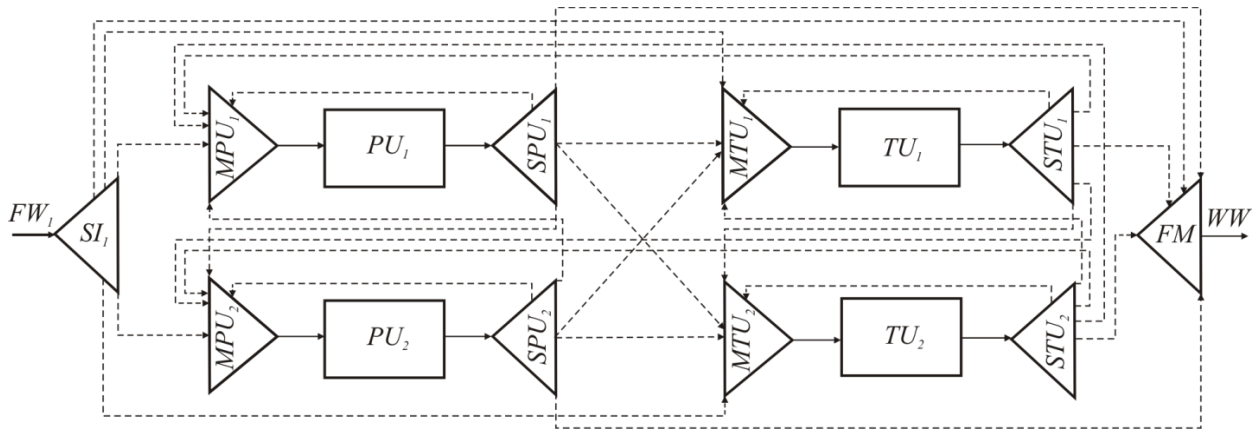 MPU₁ PU₁ SPU₁ MTU₁ TU₁ STU₁
FW₁ SI₁ FM WW
MPU₂ PU₂ SPU₂ MTU₂ TU₂ STU₂